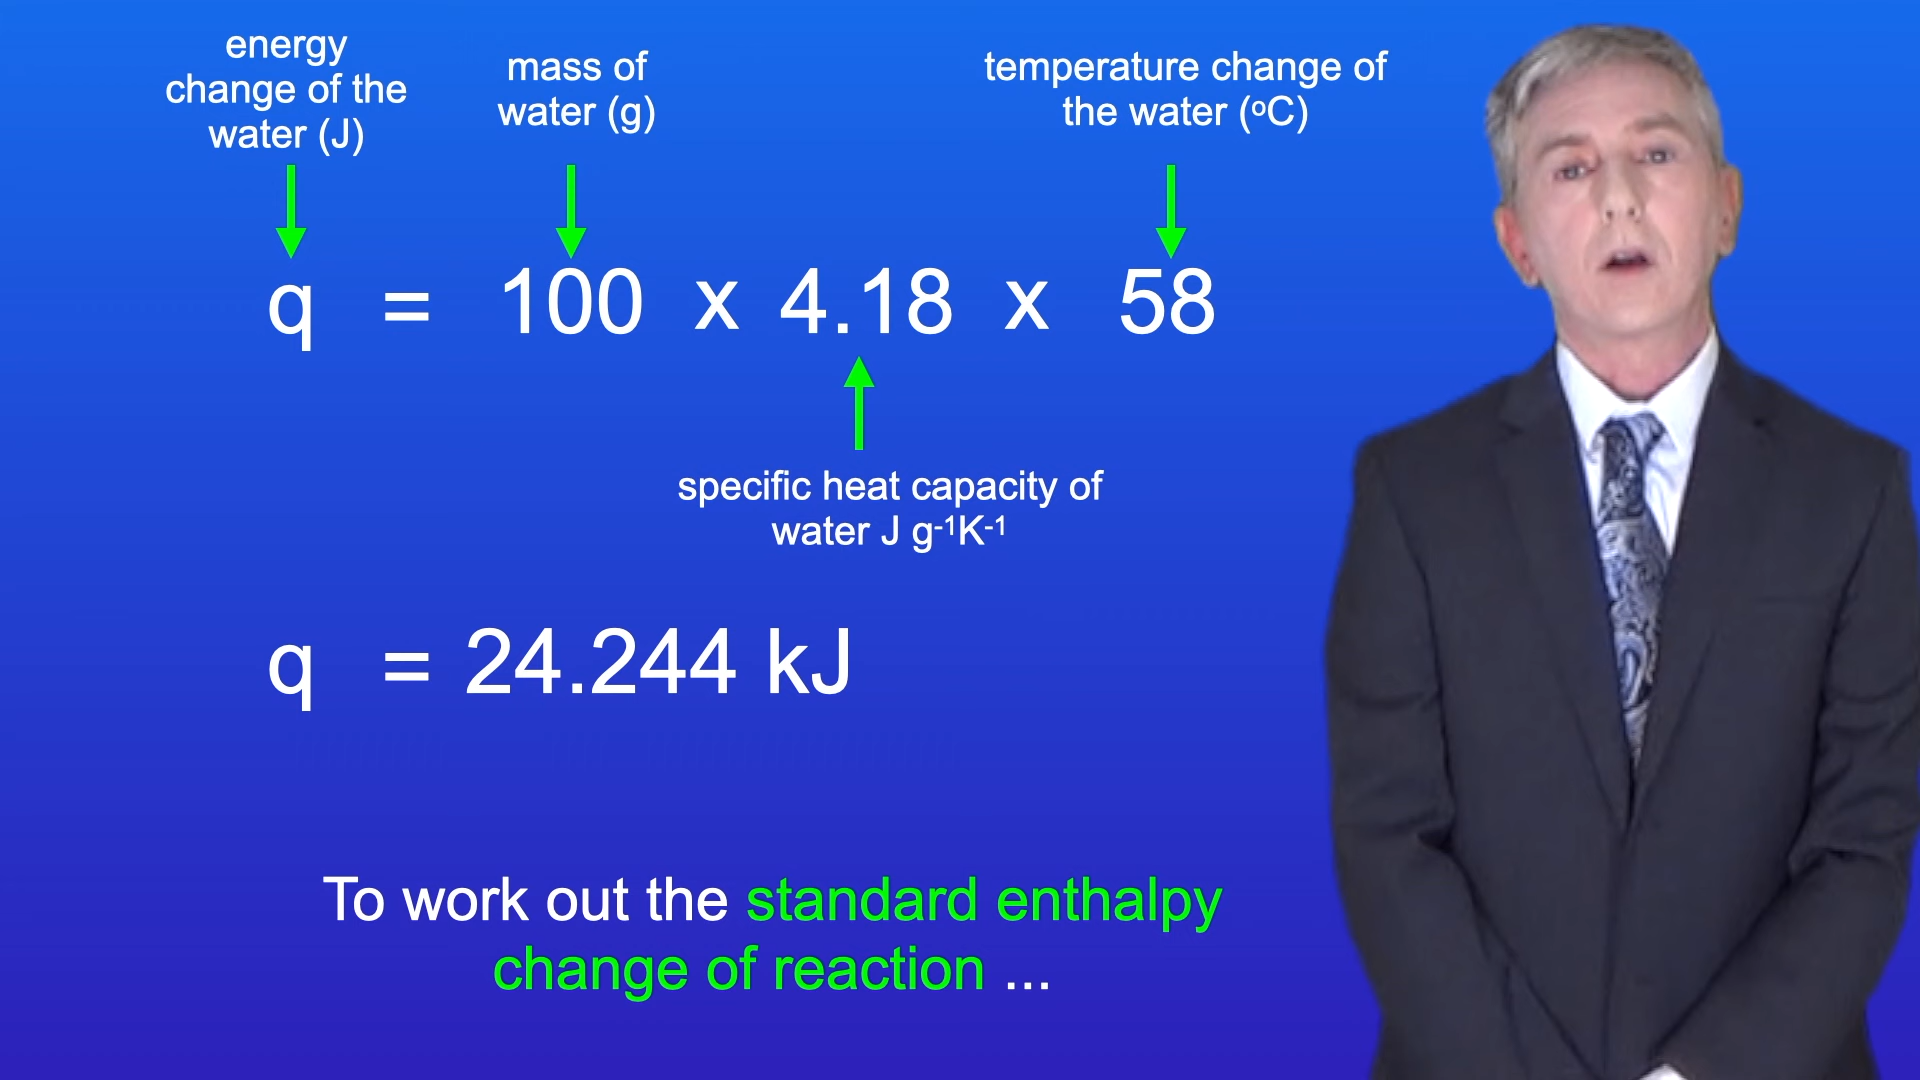 energy
change of the
water (J)
mass of
water (g)
temperature change of
the water (ºC)
q = 100 x 4.18 x 58
specific heat capacity of
water J g⁻¹K⁻¹
q = 24.244 kJ
To work out the standard enthalpy
change of reaction ...